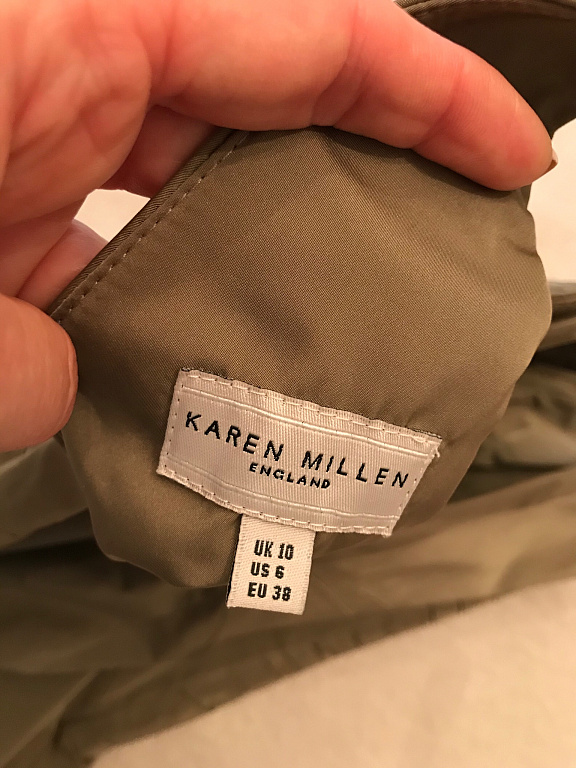 KAREN MILLEN
ENGLAND
UK 10
US 6
EU 38